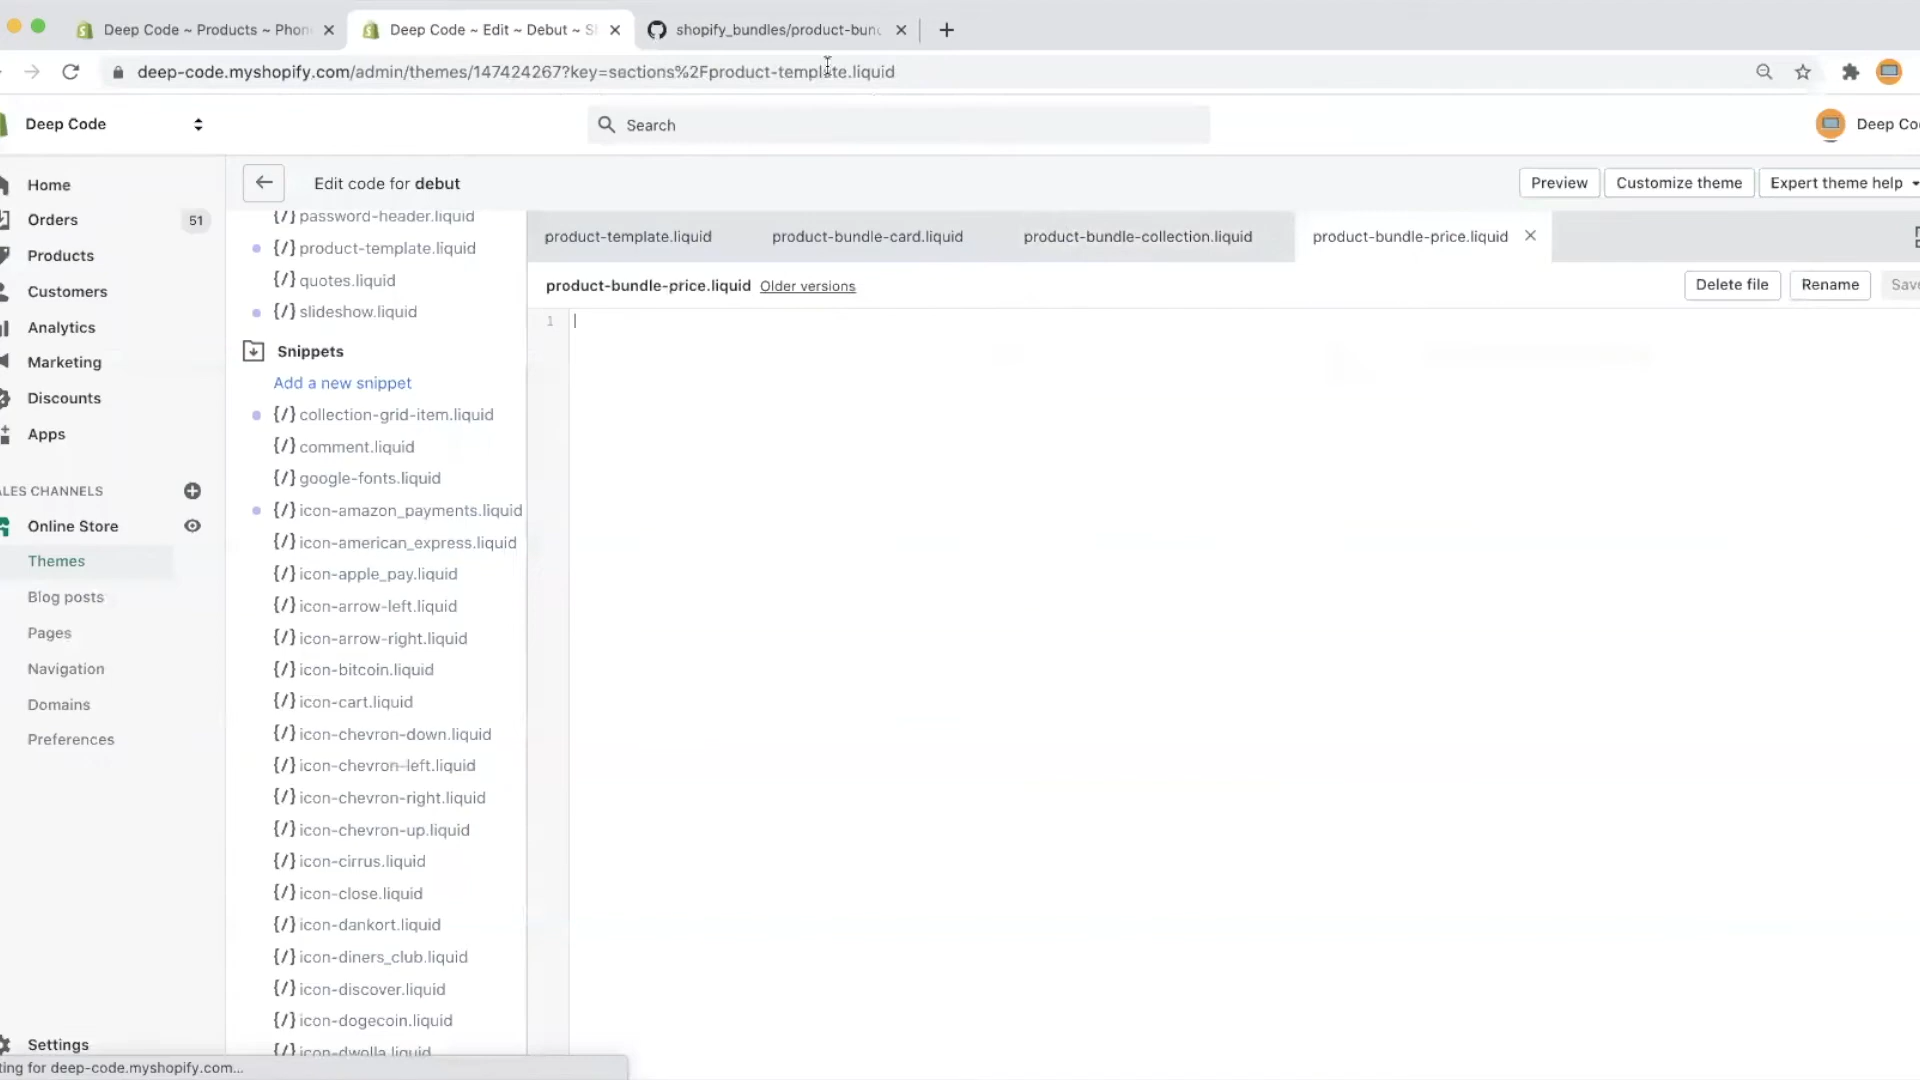 Deep Code ~ Products ~ Phon
Deep Code ~ Edit ~ Debut ~ S
shopify_bundles/product-bun
deep-code.myshopify.com/admin/themes/147424267?key=sections%2Fproduct-template.liquid
Deep Code
Search
Deep Co
Edit code for debut
Preview
Customize theme
Expert theme help
Home
Orders
51
Products
Customers
Analytics
Marketing
Discounts
Apps
ALES CHANNELS
Online Store
Themes
Blog posts
Pages
Navigation
Domains
Preferences
Settings
{/} password-header.liquid
{/} product-template.liquid
{/} quotes.liquid
{/} slideshow.liquid
Snippets
Add a new snippet
{/} collection-grid-item.liquid
{/} comment.liquid
{/} google-fonts.liquid
{/} icon-amazon_payments.liquid
{/} icon-american_express.liquid
{/} icon-apple_pay.liquid
{/} icon-arrow-left.liquid
{/} icon-arrow-right.liquid
{/} icon-bitcoin.liquid
{/} icon-cart.liquid
{/} icon-chevron-down.liquid
{/} icon-chevron-left.liquid
{/} icon-chevron-right.liquid
{/} icon-chevron-up.liquid
{/} icon-cirrus.liquid
{/} icon-close.liquid
{/} icon-dankort.liquid
{/} icon-diners_club.liquid
{/} icon-discover.liquid
{/} icon-dogecoin.liquid
{/} icon-dwolla.liquid
product-template.liquid
product-bundle-card.liquid
product-bundle-collection.liquid
product-bundle-price.liquid
product-bundle-price.liquid Older versions
Delete file
Rename
Save
1
ting for deep-code.myshopify.com...